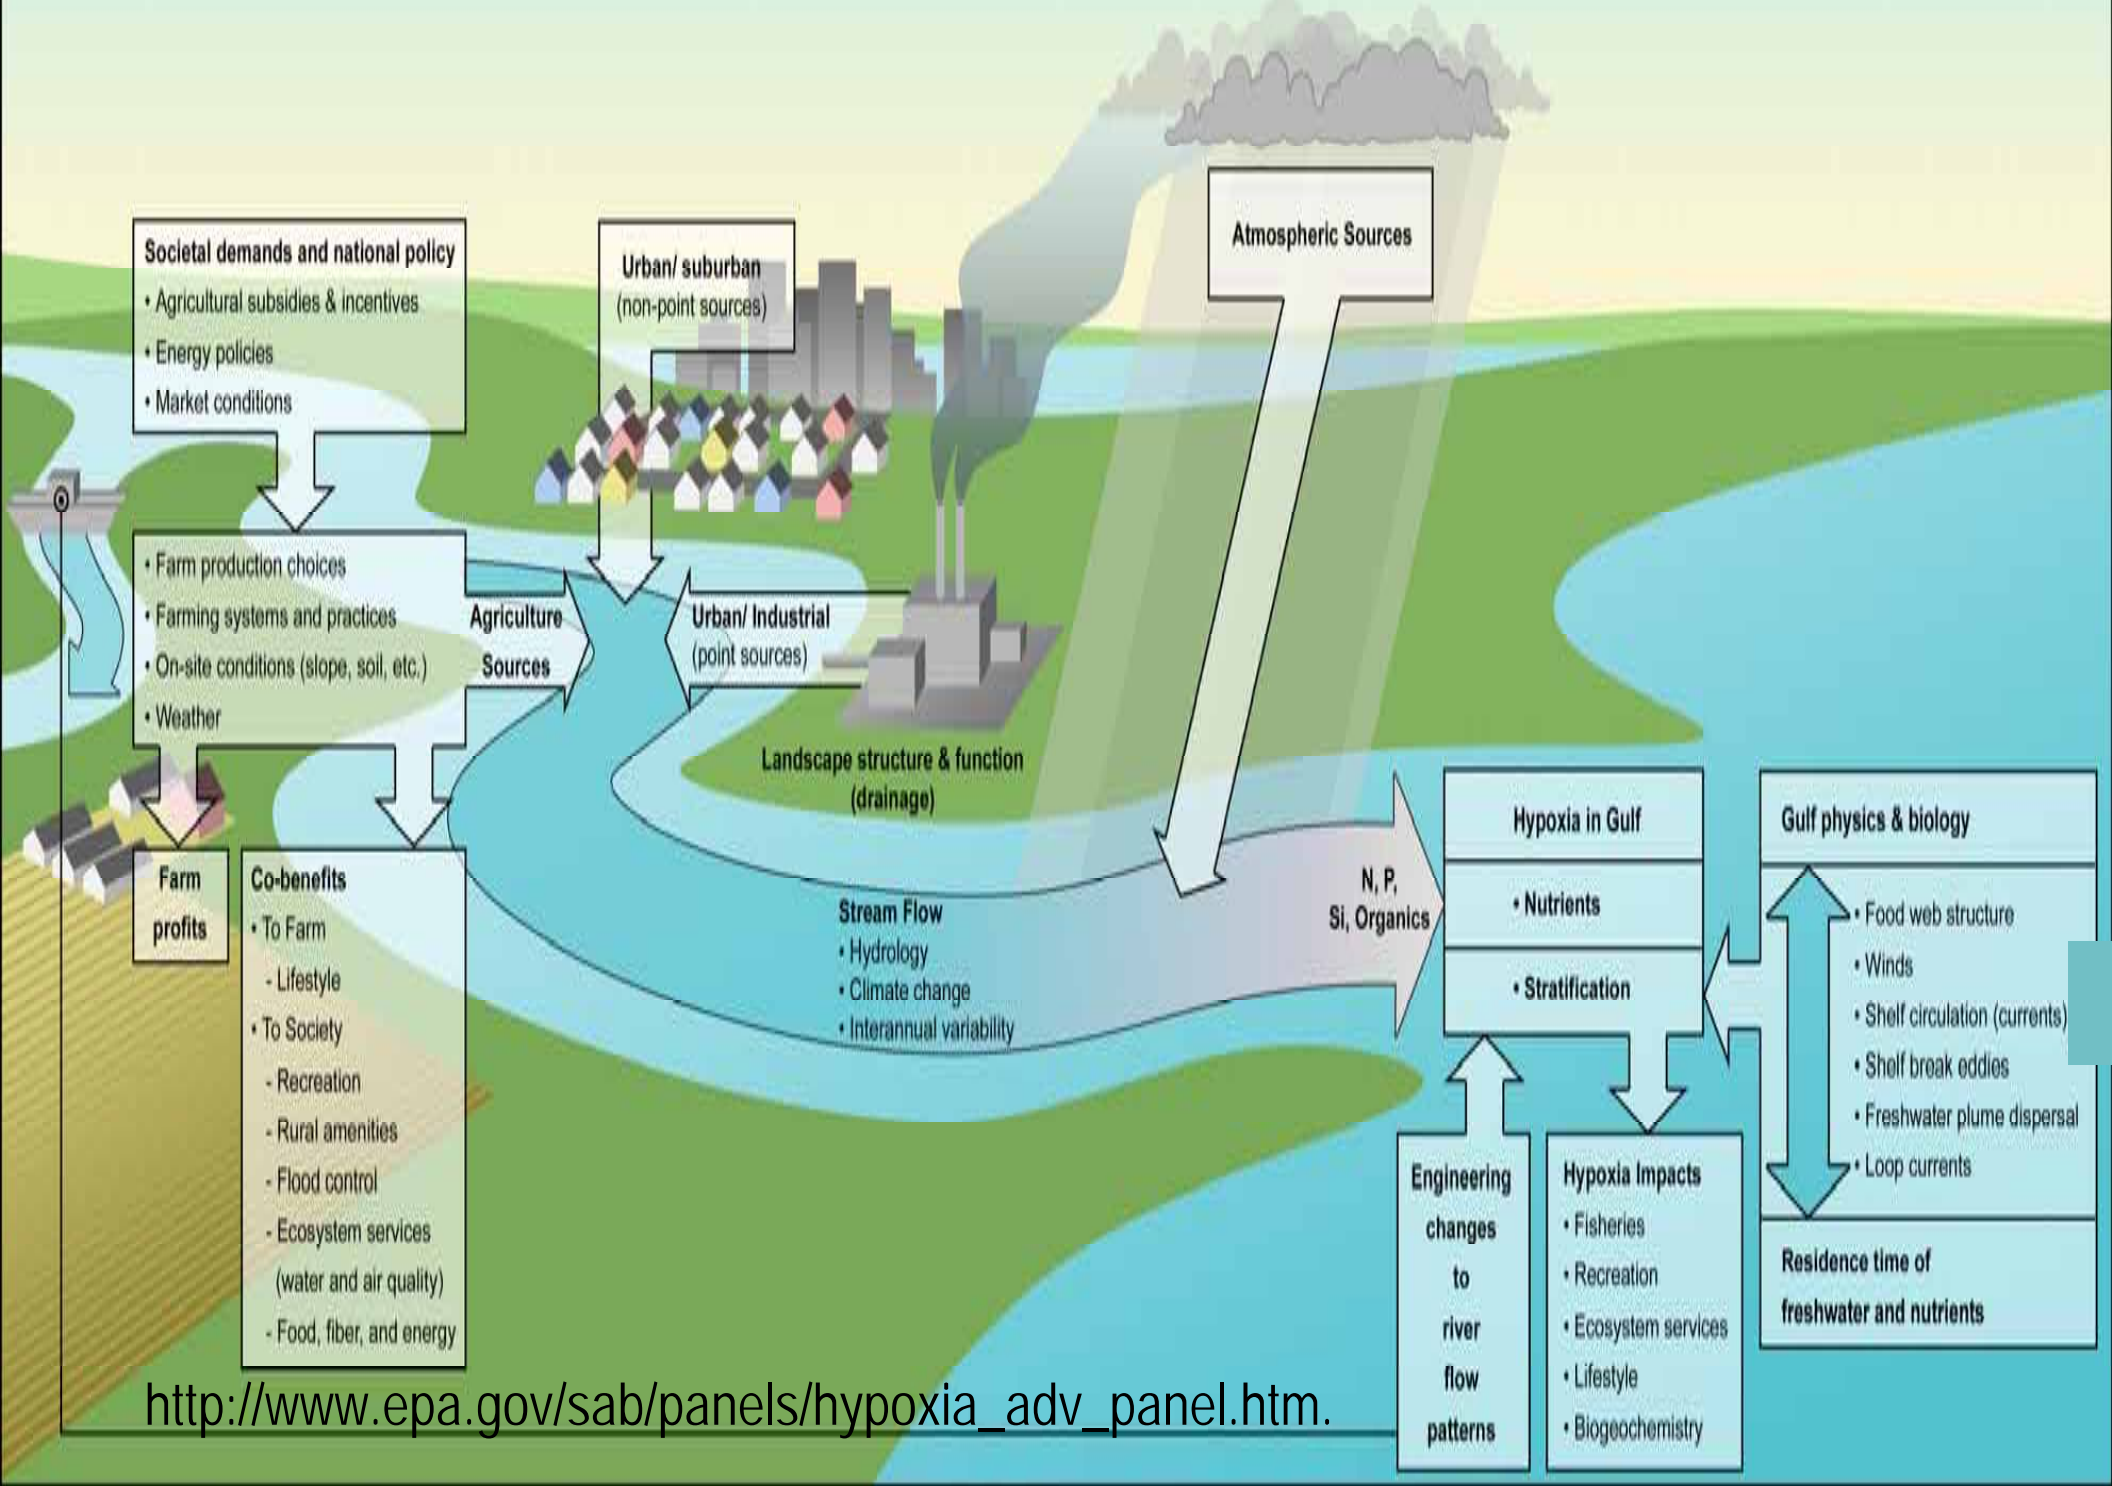 Societal demands and national policy
• Agricultural subsidies & incentives
• Energy policies
• Market conditions
Urban/ suburban
(non-point sources)
Atmospheric Sources
• Farm production choices
• Farming systems and practices
• On-site conditions (slope, soil, etc.)
• Weather
Agriculture
Sources
Urban/ Industrial
(point sources)
Landscape structure & function
(drainage)
Farm
profits
Co-benefits
• To Farm
- Lifestyle
• To Society
- Recreation
- Rural amenities
- Flood control
- Ecosystem services
(water and air quality)
- Food, fiber, and energy
Stream Flow
• Hydrology
• Climate change
• Interannual variability
N, P,
Si, Organics
Hypoxia in Gulf
• Nutrients
• Stratification
Gulf physics & biology
• Food web structure
• Winds
• Shelf circulation (currents)
• Shelf break eddies
• Freshwater plume dispersal
• Loop currents
Residence time of
freshwater and nutrients
Engineering
changes
to
river
flow
patterns
Hypoxia Impacts
• Fisheries
• Recreation
• Ecosystem services
• Lifestyle
• Biogeochemistry
http://www.epa.gov/sab/panels/hypoxia_adv_panel.htm.